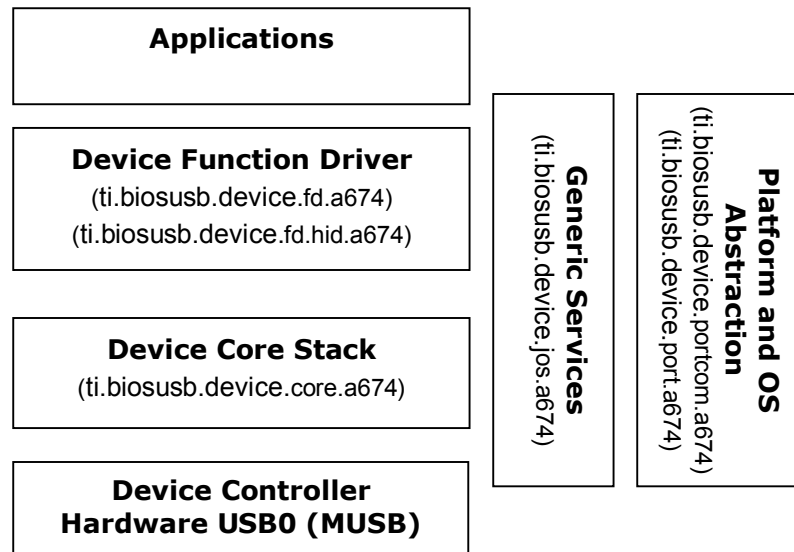 Applications
Device Function Driver
(ti.biosusb.device.fd.a674)
(ti.biosusb.device.fd.hid.a674)
Device Core Stack
(ti.biosusb.device.core.a674)
Device Controller
Hardware USB0 (MUSB)
Generic Services
(ti.biosusb.device.jos.a674)
Platform and OS
Abstraction
(ti.biosusb.device.portcom.a674)
(ti.biosusb.device.port.a674)